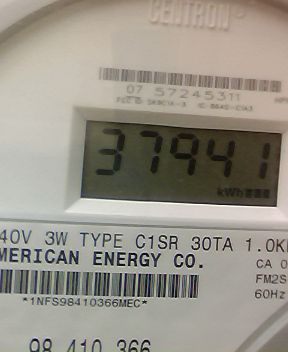 CENTRON®
07 57245311
37941
kWh
40V 3W TYPE C1SR 30TA 1.0K
MERICAN ENERGY CO.
CA 0
FM2S
60Hz
*1NFS98410366MEC*
98 410 366